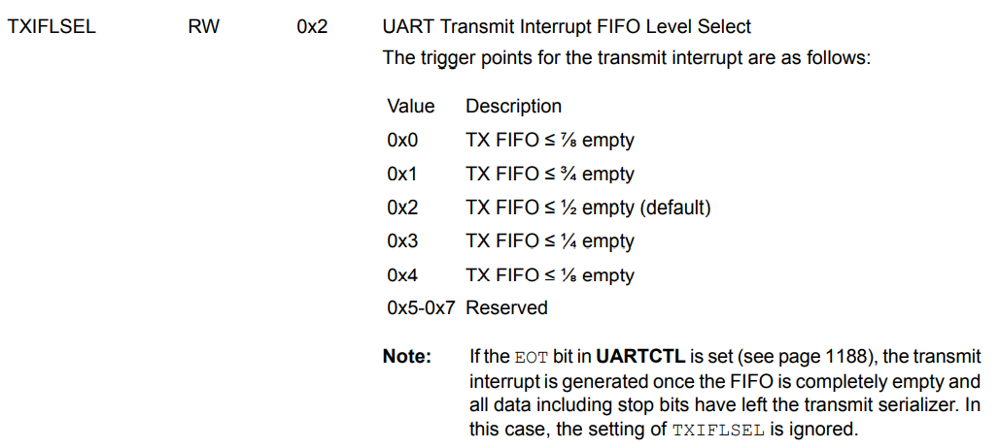 TXIFLSEL RW 0x2 UART Transmit Interrupt FIFO Level Select
The trigger points for the transmit interrupt are as follows:
Value Description
0x0 TX FIFO ≤ ⅞ empty
0x1 TX FIFO ≤ ¾ empty
0x2 TX FIFO ≤ ½ empty (default)
0x3 TX FIFO ≤ ¼ empty
0x4 TX FIFO ≤ ⅛ empty
0x5-0x7 Reserved
Note: If the EOT bit in UARTCTL is set (see page 1188), the transmit
interrupt is generated once the FIFO is completely empty and
all data including stop bits have left the transmit serializer. In
this case, the setting of TXIFLSEL is ignored.